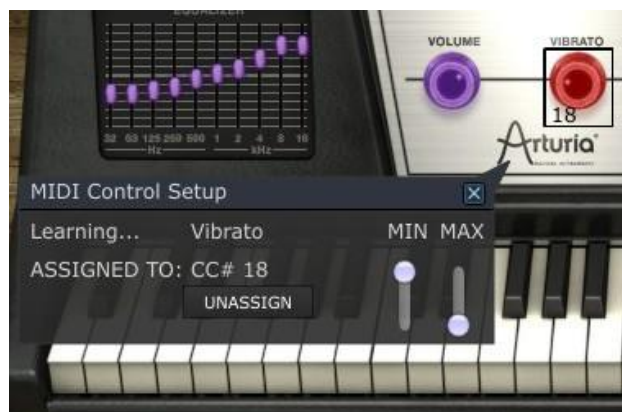 EQUALIZER
VOLUME
VIBRATO
18
32 63 125 250 500 1 2 4 8 16
Hz kHz
Arturia
MIDI Control Setup
Learning... Vibrato MIN MAX
ASSIGNED TO: CC# 18
UNASSIGN